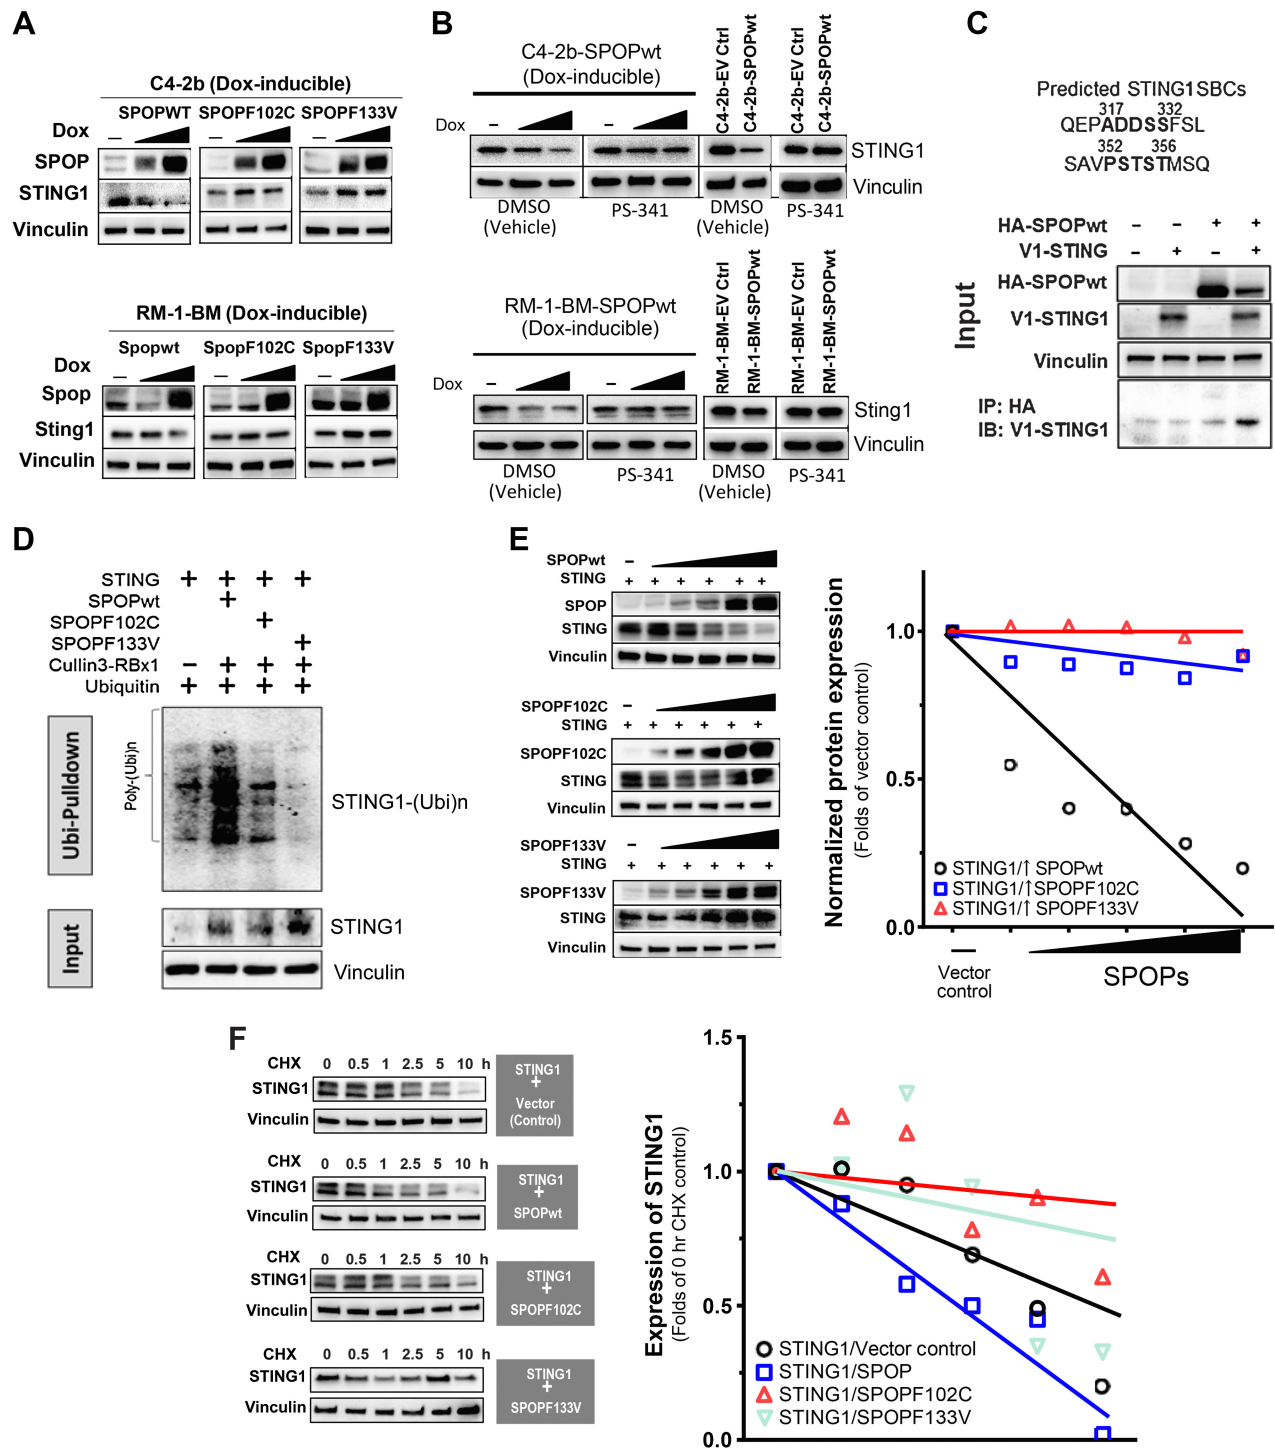 A
C4-2b (Dox-inducible)
SPOPWT SPOPF102C SPOPF133V
Dox — — —
SPOP
STING1
Vinculin
RM-1-BM (Dox-inducible)
Spopwt SpopF102C SpopF133V
Dox — — —
Spop
Sting1
Vinculin
B
C4-2b-SPOPwt
(Dox-inducible)
C4-2b-EV Ctrl
C4-2b-SPOPwt
C4-2b-EV Ctrl
C4-2b-SPOPwt
Dox – –
STING1
Vinculin
DMSO
(Vehicle)
PS-341
DMSO
(Vehicle)
PS-341
RM-1-BM-SPOPwt
(Dox-inducible)
RM-1-BM-EV Ctrl
RM-1-BM-SPOPwt
RM-1-BM-EV Ctrl
RM-1-BM-SPOPwt
Dox – –
Sting1
Vinculin
DMSO
(Vehicle)
PS-341
DMSO
(Vehicle)
PS-341
C
Predicted STING1SBCs
317 332
QEPADDSSFSL
352 356
SAVPSTSTMSQ
HA-SPOPwt – – + +
V1-STING – + – +
Input
HA-SPOPwt
V1-STING1
Vinculin
IP: HA
IB: V1-STING1
D
STING + + + +
SPOPwt +
SPOPF102C +
SPOPF133V +
Cullin3-RBx1 – + + +
Ubiquitin + + + +
Ubi-Pulldown
Poly-(Ubi)n
STING1-(Ubi)n
Input
STING1
Vinculin
E
SPOPwt –
STING + + + + + +
SPOP
STING
Vinculin
SPOPF102C –
STING + + + + + +
SPOPF102C
STING
Vinculin
SPOPF133V –
STING + + + + + +
SPOPF133V
STING
Vinculin
Normalized protein expression
(Folds of vector control)
1.0
0.5
0.0
STING1/↑ SPOPwt
STING1/↑SPOPF102C
STING1/↑ SPOPF133V
Vector
control
SPOPs
F
CHX 0 0.5 1 2.5 5 10 h
STING1
Vinculin
STING1
+
Vector
(Control)
CHX 0 0.5 1 2.5 5 10 h
STING1
Vinculin
STING1
+
SPOPwt
CHX 0 0.5 1 2.5 5 10 h
STING1
Vinculin
STING1
+
SPOPF102C
CHX 0 0.5 1 2.5 5 10 h
STING1
Vinculin
STING1
+
SPOPF133V
Expression of STING1
(Folds of 0 hr CHX control)
1.5
1.0
0.5
0.0
STING1/Vector control
STING1/SPOP
STING1/SPOPF102C
STING1/SPOPF133V